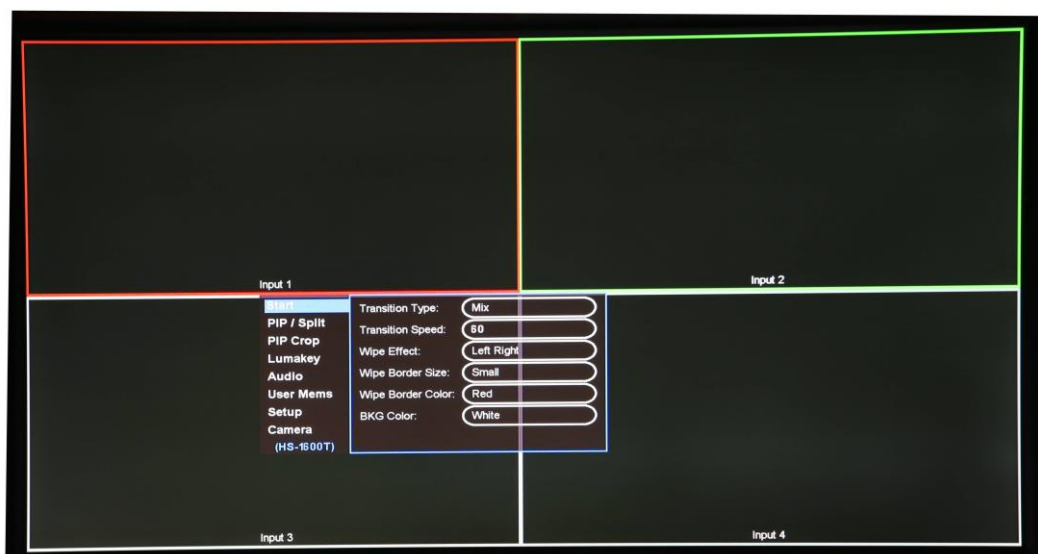 Input 1
Input 2
Start
PIP / Split
PIP Crop
Lumakey
Audio
User Mems
Setup
Camera
(HS-1600T)
Transition Type: Mix
Transition Speed: 60
Wipe Effect: Left Right
Wipe Border Size: Small
Wipe Border Color: Red
BKG Color: White
Input 3
Input 4